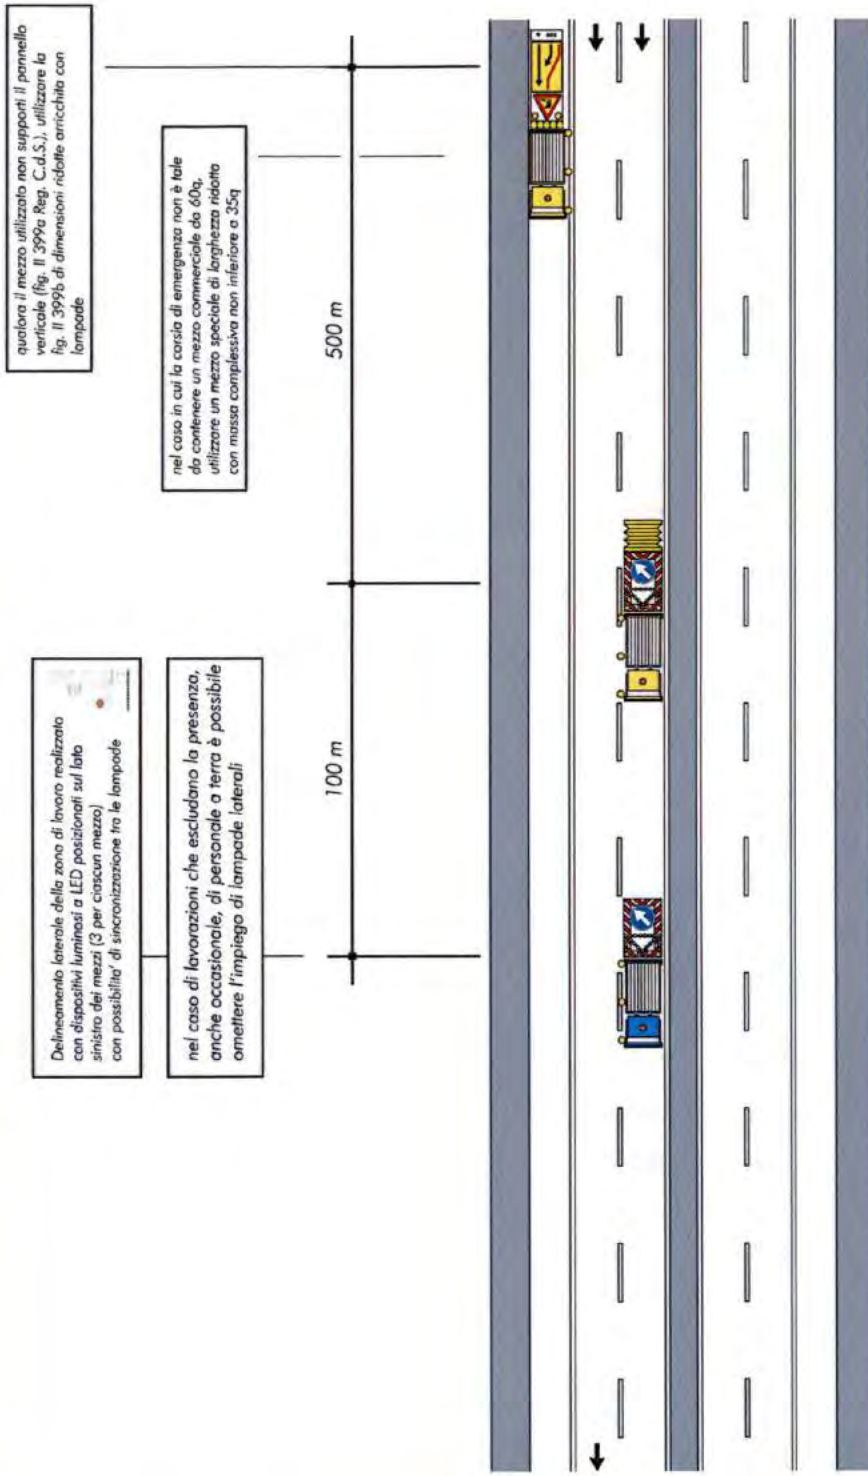 qualora il mezzo utilizzato non supporti il pannello
verticale (fig. II 399a Reg. C.d.S.), utilizzare la
fig. II 399b di dimensioni ridotte arricchita con
lampade
nel caso in cui la corsia di emergenza non è tale
da contenere un mezzo commerciale da 60q,
utilizzare un mezzo speciale di larghezza ridotta
con massa complessiva non inferiore a 35q
500 m
Delineamento laterale della zona di lavoro realizzato
con dispositivi luminosi a LED posizionati sul lato
sinistro dei mezzi (3 per ciascun mezzo)
con possibilita' di sincronizzazione tra le lampade
nel caso di lavorazioni che escludano la presenza,
anche occasionale, di personale a terra è possibile
omettere l'impiego di lampade laterali
100 m